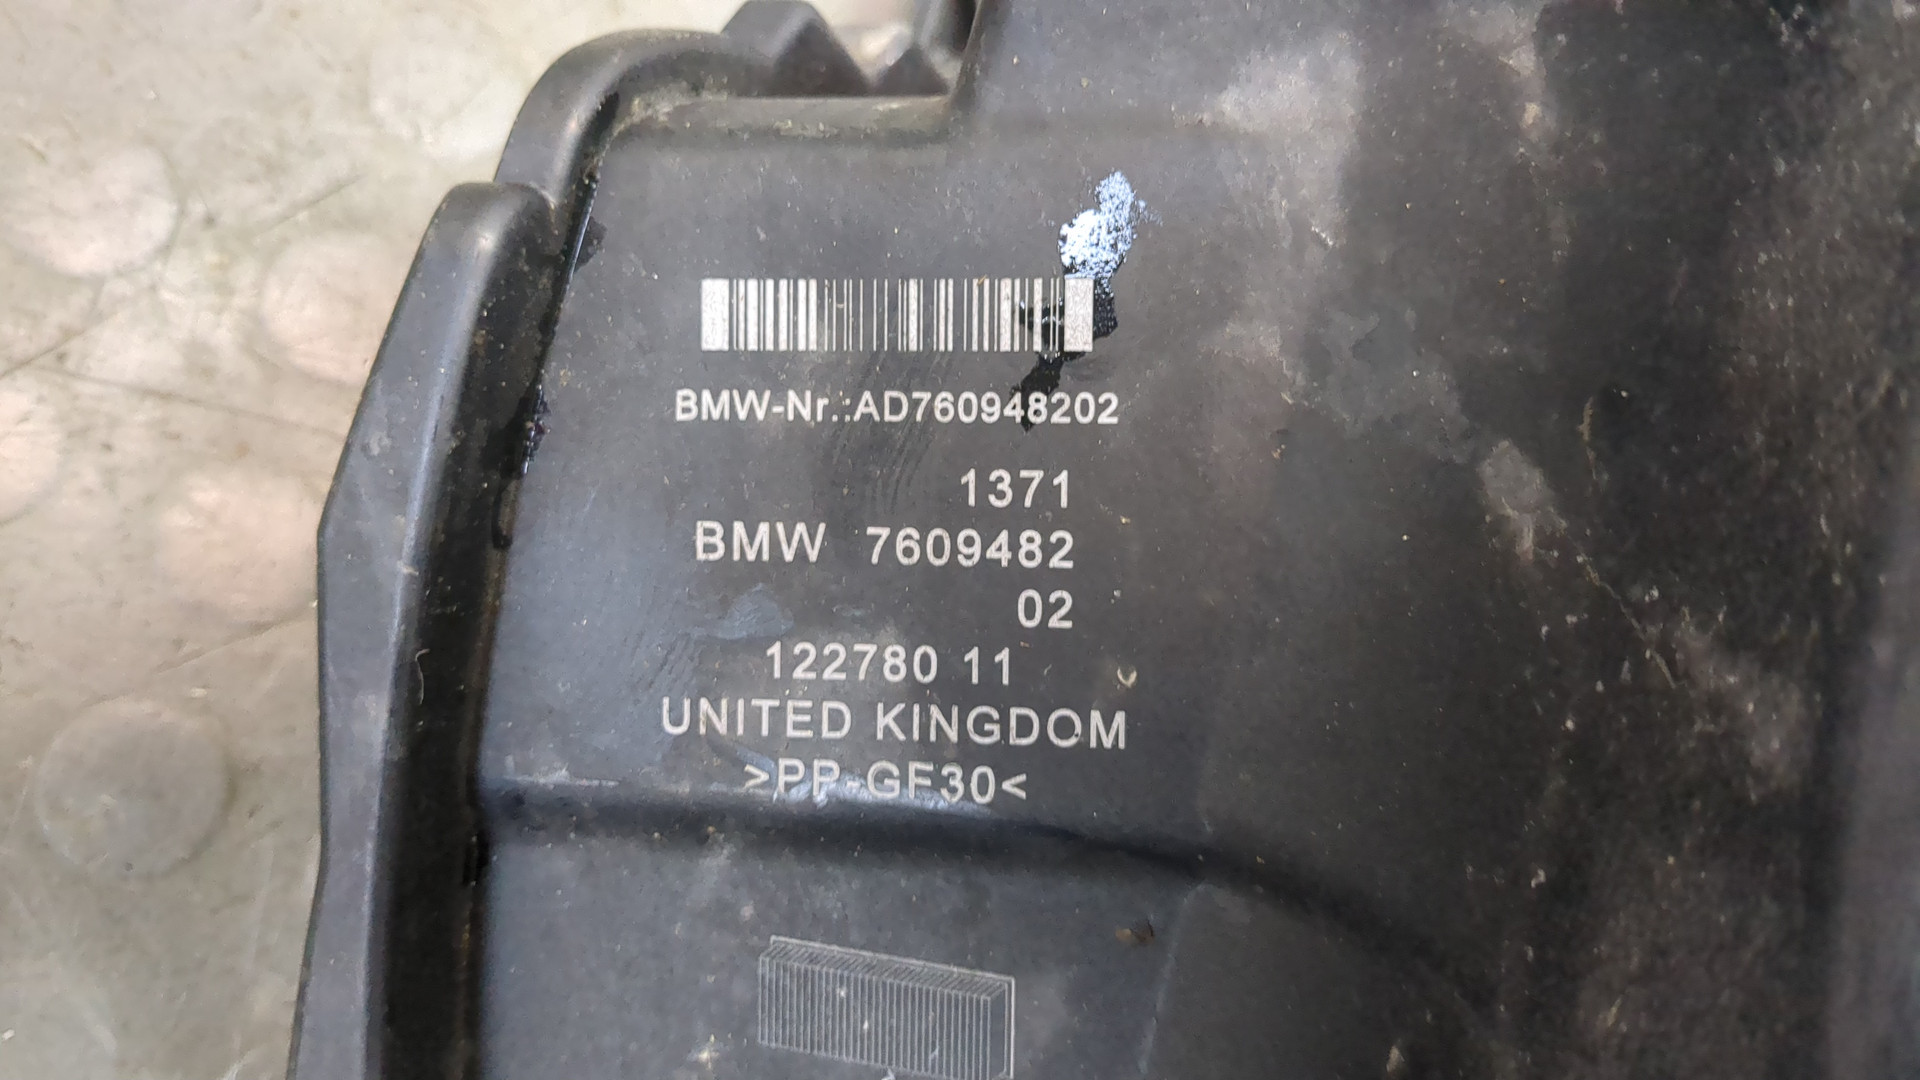 BMW-Nr.:AD760948202
1371
BMW 7609482
02
122780 11
UNITED KINGDOM
>PP-GF30<